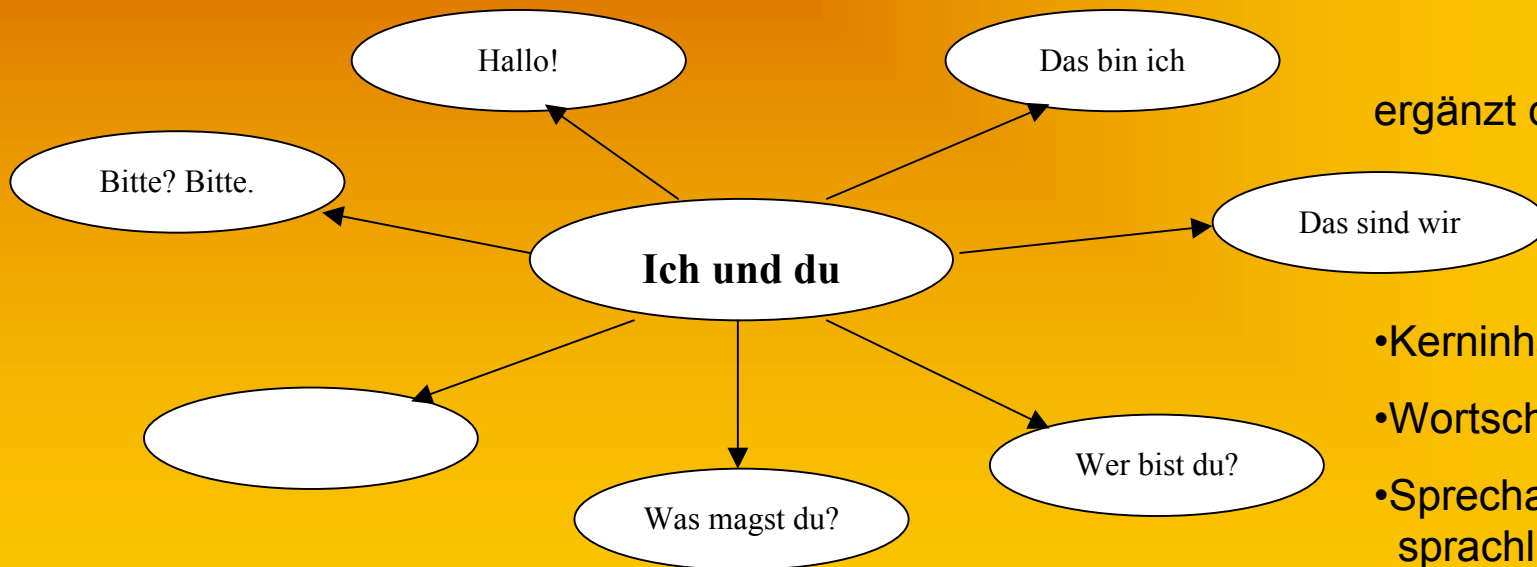 Hallo!
Das bin ich
Bitte? Bitte.
Das sind wir
Ich und du
Wer bist du?
Was magst du?
ergänzt
•Kerninh
•Wortsch
•Sprecha
sprachl